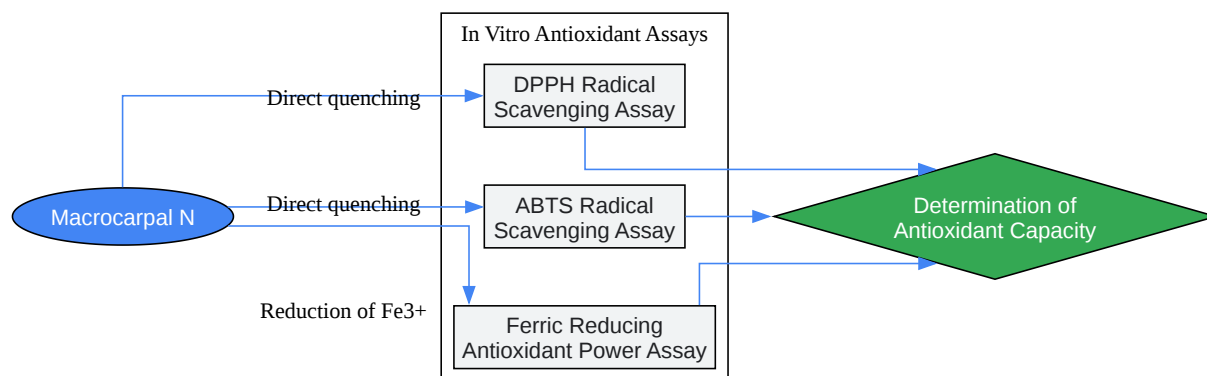 In Vitro Antioxidant Assays
Direct quenching
DPPH Radical
Scavenging Assay
Macrocarpal N
Direct quenching
ABTS Radical
Scavenging Assay
Determination of
Antioxidant Capacity
Reduction of Fe3+
Ferric Reducing
Antioxidant Power Assay